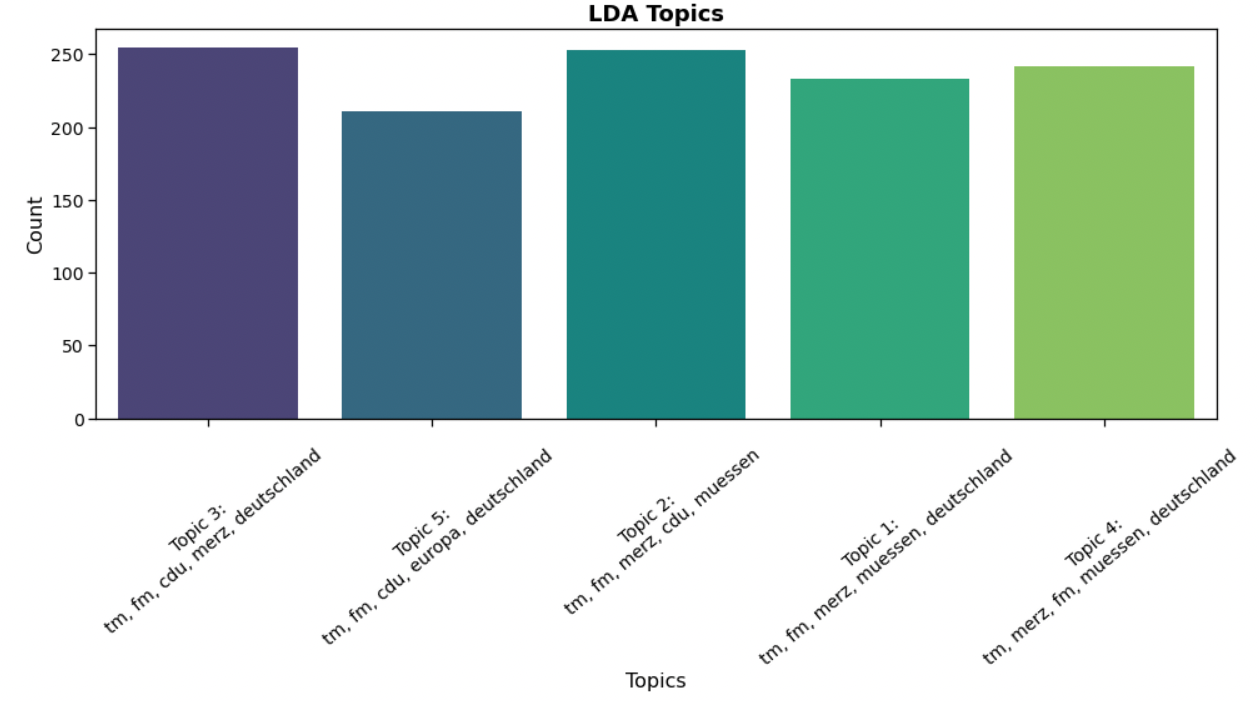 LDA Topics
Count
250
200
150
100
50
0
Topic 3:
tm, fm, cdu, merz, deutschland
Topic 5:
tm, fm, cdu, europa, deutschland
Topic 2:
tm, fm, merz, cdu, muessen
Topic 1:
tm, fm, merz, muessen, deutschland
Topic 4:
tm, merz, fm, muessen, deutschland
Topics